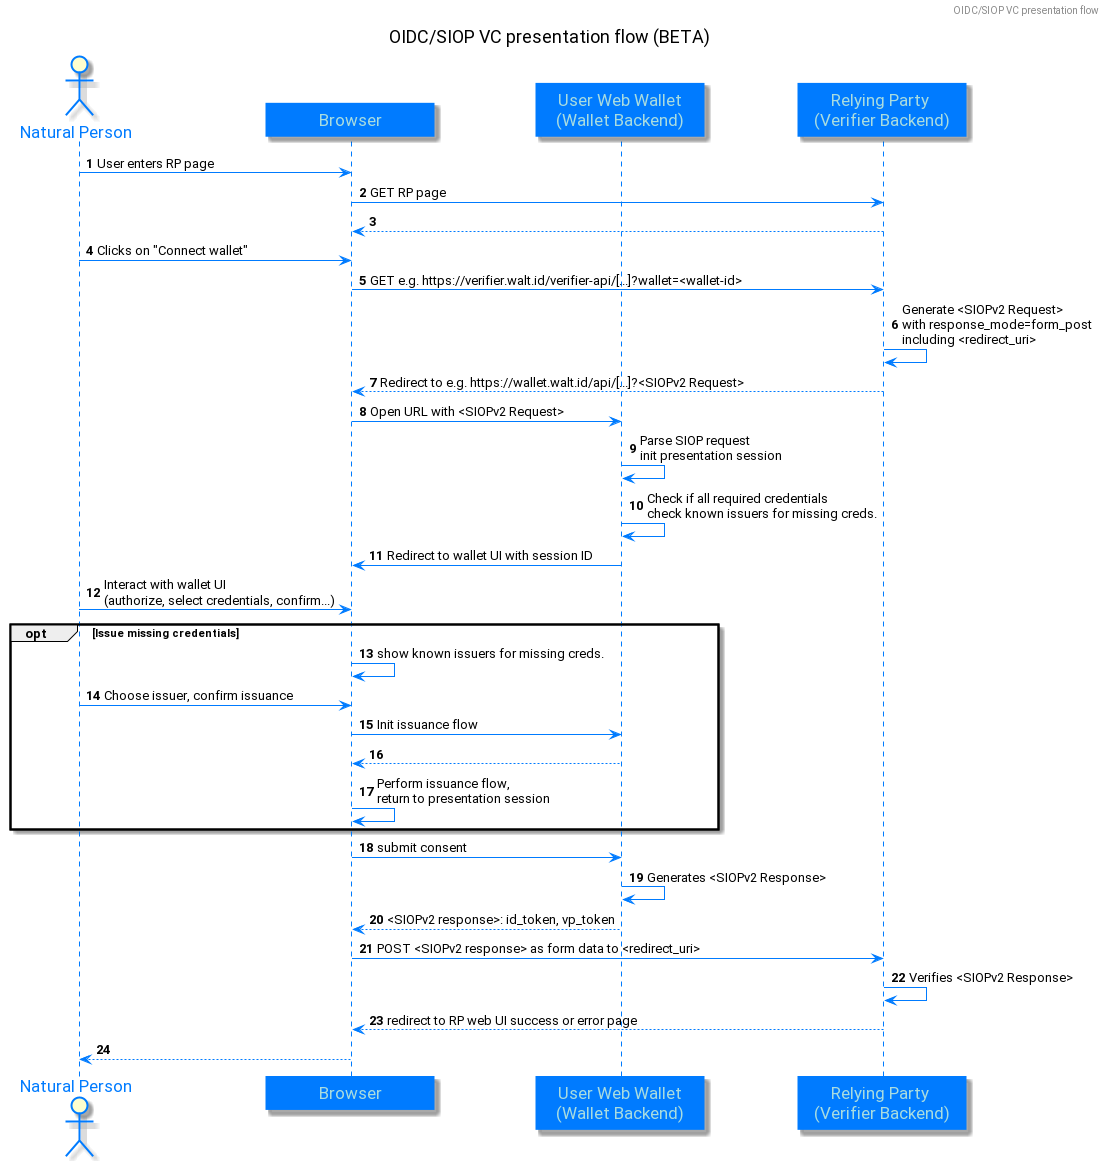 OIDC/SIOP VC presentation flow
OIDC/SIOP VC presentation flow (BETA)
Natural Person
Browser
User Web Wallet
(Wallet Backend)
Relying Party
(Verifier Backend)
1 User enters RP page
2 GET RP page
3
4 Clicks on "Connect wallet"
5 GET e.g. https://verifier.walt.id/verifier-api/[...]?wallet=<wallet-id>
Generate <SIOPv2 Request>
6 with response_mode=form_post
including <redirect_uri>
7 Redirect to e.g. https://wallet.walt.id/api/[...]?<SIOPv2 Request>
8 Open URL with <SIOPv2 Request>
9 Parse SIOP request
init presentation session
10 Check if all required credentials
check known issuers for missing creds.
11 Redirect to wallet UI with session ID
12 Interact with wallet UI
(authorize, select credentials, confirm...)
opt [Issue missing credentials]
13 show known issuers for missing creds.
14 Choose issuer, confirm issuance
15 Init issuance flow
16
17 Perform issuance flow,
return to presentation session
18 submit consent
19 Generates <SIOPv2 Response>
20 <SIOPv2 response>: id_token, vp_token
21 POST <SIOPv2 response> as form data to <redirect_uri>
22 Verifies <SIOPv2 Response>
23 redirect to RP web UI success or error page
24
Natural Person
Browser
User Web Wallet
(Wallet Backend)
Relying Party
(Verifier Backend)